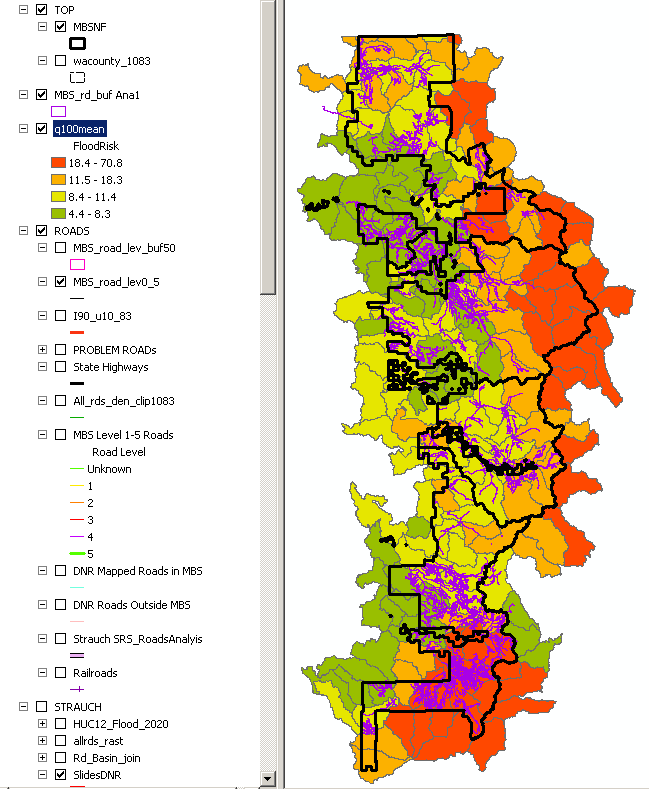 TOP
MBSNF
wacounty_1083
MBS_rd_buf Ana1
q100mean
FloodRisk
18.4 - 70.8
11.5 - 18.3
8.4 - 11.4
4.4 - 8.3
ROADS
MBS_road_lev_buf50
MBS_road_lev0_5
I90_u10_83
PROBLEM ROADs
State Highways
All_rds_den_clip1083
MBS Level 1-5 Roads
Road Level
Unknown
1
2
3
4
5
DNR Mapped Roads in MBS
DNR Roads Outside MBS
Strauch SRS_RoadsAnalyis
Railroads
STRAUCH
HUC12_Flood_2020
allrds_rast
Rd_Basin_join
SlidesDNR